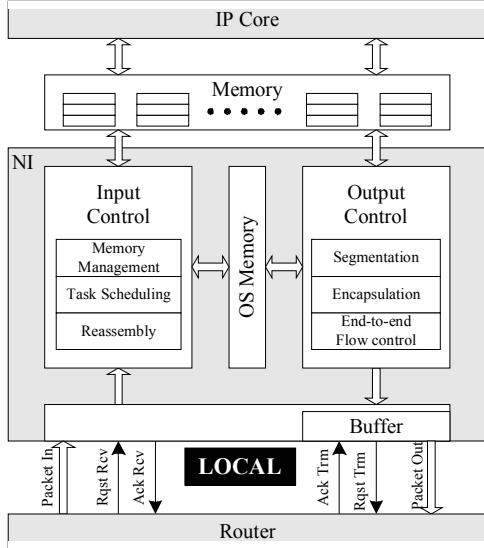 IP Core
Memory
NI
Input
Control
Memory
Management
Task Scheduling
Reassembly
OS Memory
Output
Control
Segmentation
Encapsulation
End-to-end
Flow control
Buffer
Packet In
Rqst Rcv
Ack Rcv
LOCAL
Ack Trm
Rqst Trm
Packet Out
Router